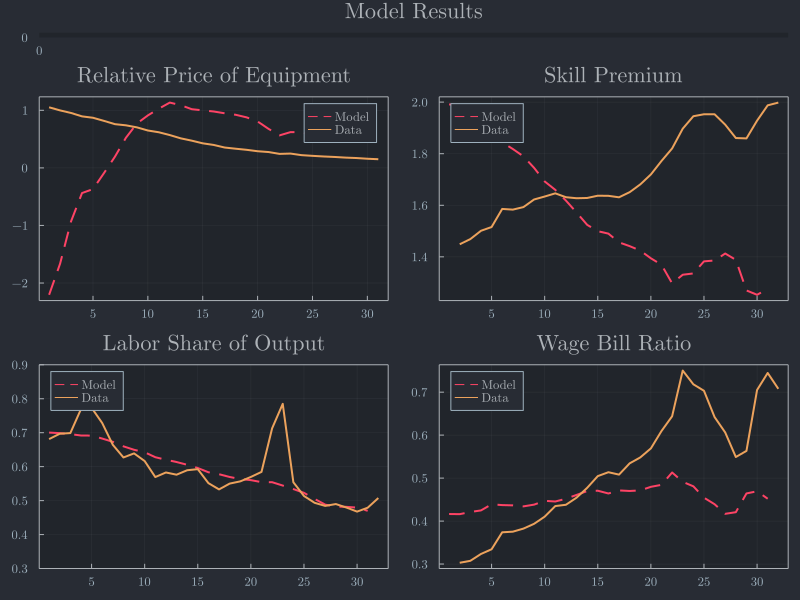 Model Results
0
0
Relative Price of Equipment
Skill Premium
1
0
−1
−2
Model
Data
5 10 15 20 25 30
2.0
1.8
1.6
1.4
Model
Data
5 10 15 20 25 30
Labor Share of Output
Wage Bill Ratio
0.9
0.8
0.7
0.6
0.5
0.4
0.3
Model
Data
5 10 15 20 25 30
0.7
0.6
0.5
0.4
0.3
Model
Data
5 10 15 20 25 30